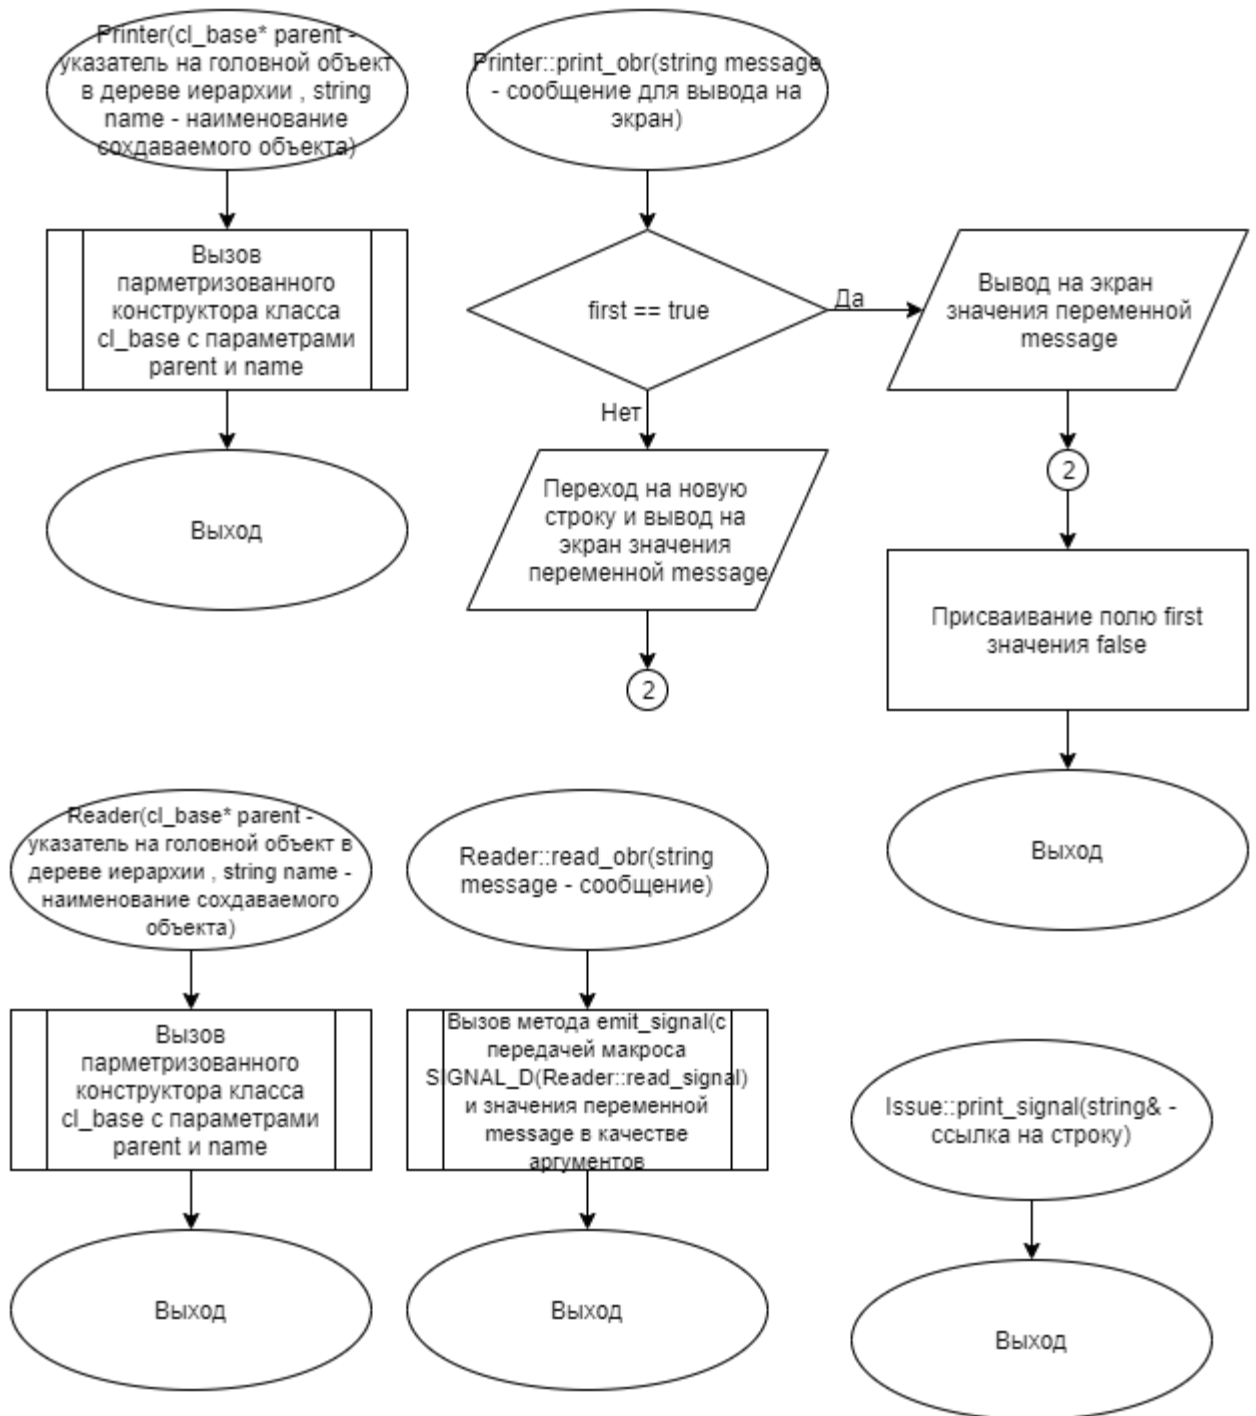 Printer(cl_base* parent -
указатель на головной объект
в дереве иерархии , string
name - наименование
сохдаваемого объекта)
Вызов
парметризованного
конструктора класса
cl_base с параметрами
parent и name
Выход
Printer::print_obr(string message
- сообщение для вывода на
экран)
first == true
Да
Нет
Вывод на экран
значения переменной
message
2
Переход на новую
строку и вывод на
экран значения
переменной message
2
Присваивание полю first
значения false
Выход
Reader(cl_base* parent -
указатель на головной объект в
дереве иерархии , string name -
наименование сохдаваемого
объекта)
Вызов
парметризованного
конструктора класса
cl_base с параметрами
parent и name
Выход
Reader::read_obr(string
message - сообщение)
Вызов метода emit_signal(с
передачей макроса
SIGNAL_D(Reader::read_signal)
и значения переменной
message в качестве
аргументов
Выход
Issue::print_signal(string& -
ссылка на строку)
Выход